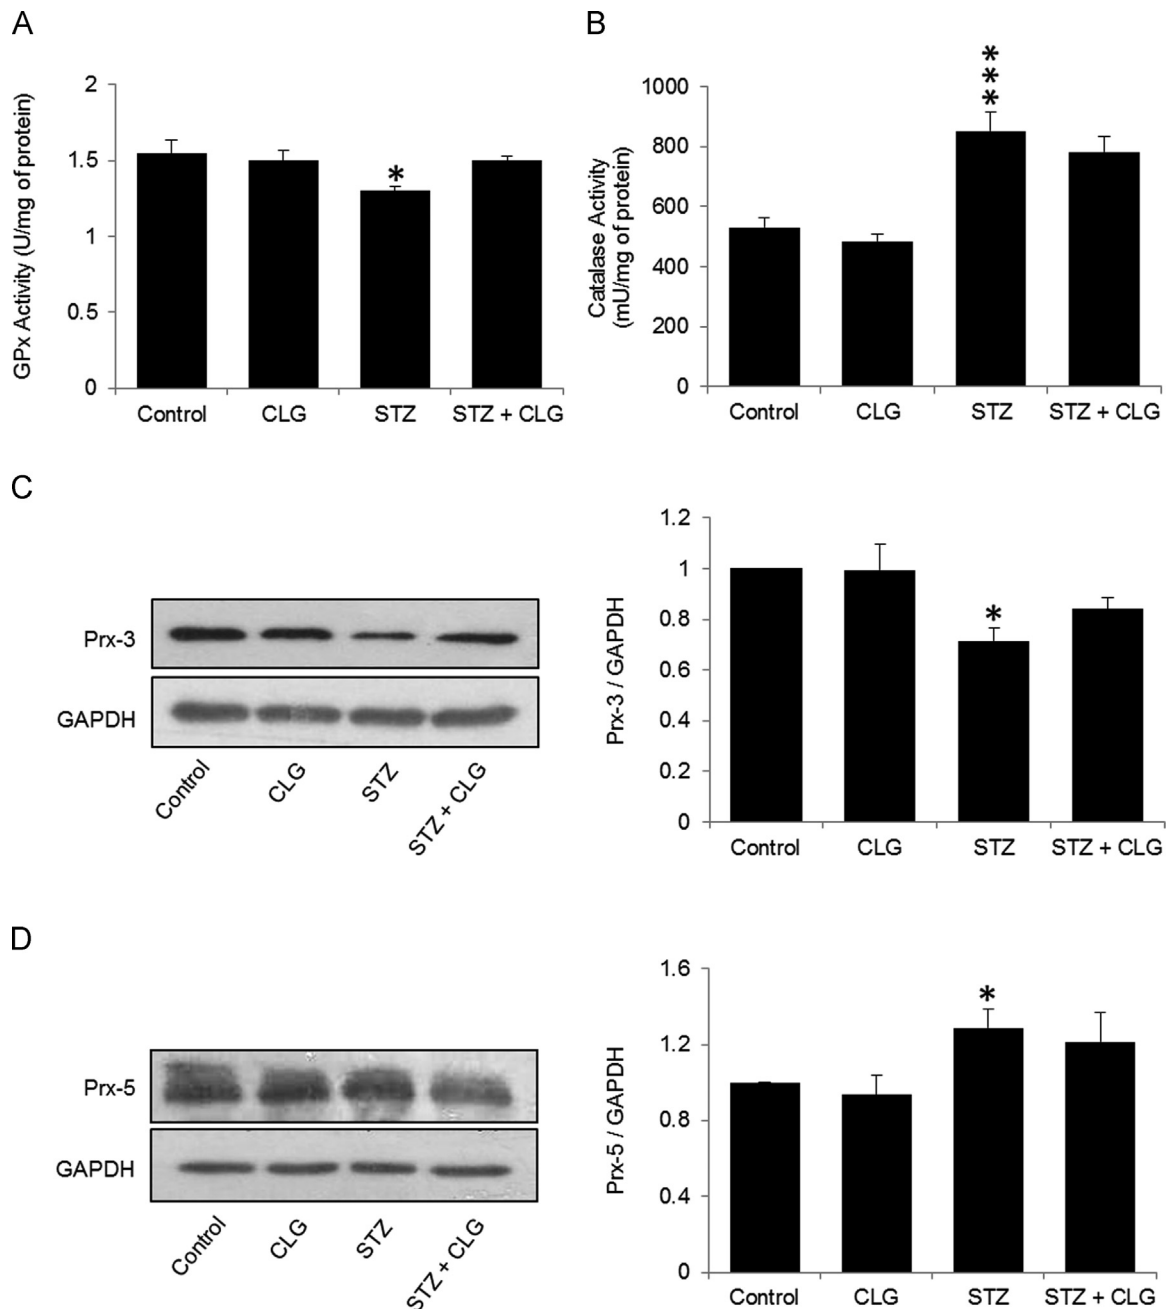 A
GPx Activity (U/mg of protein)
2
1.5
1
0.5
0
*
Control CLG STZ STZ + CLG
B
Catalase Activity
(mU/mg of protein)
1000
800
600
400
200
0
***
Control CLG STZ STZ + CLG
C
Prx-3
GAPDH
Control CLG STZ STZ + CLG
Prx-3 / GAPDH
1.2
1
0.8
0.6
0.4
0.2
0
*
Control CLG STZ STZ + CLG
D
Prx-5
GAPDH
Control CLG STZ STZ + CLG
Prx-5 / GAPDH
1.6
1.2
0.8
0.4
0
*
Control CLG STZ STZ + CLG